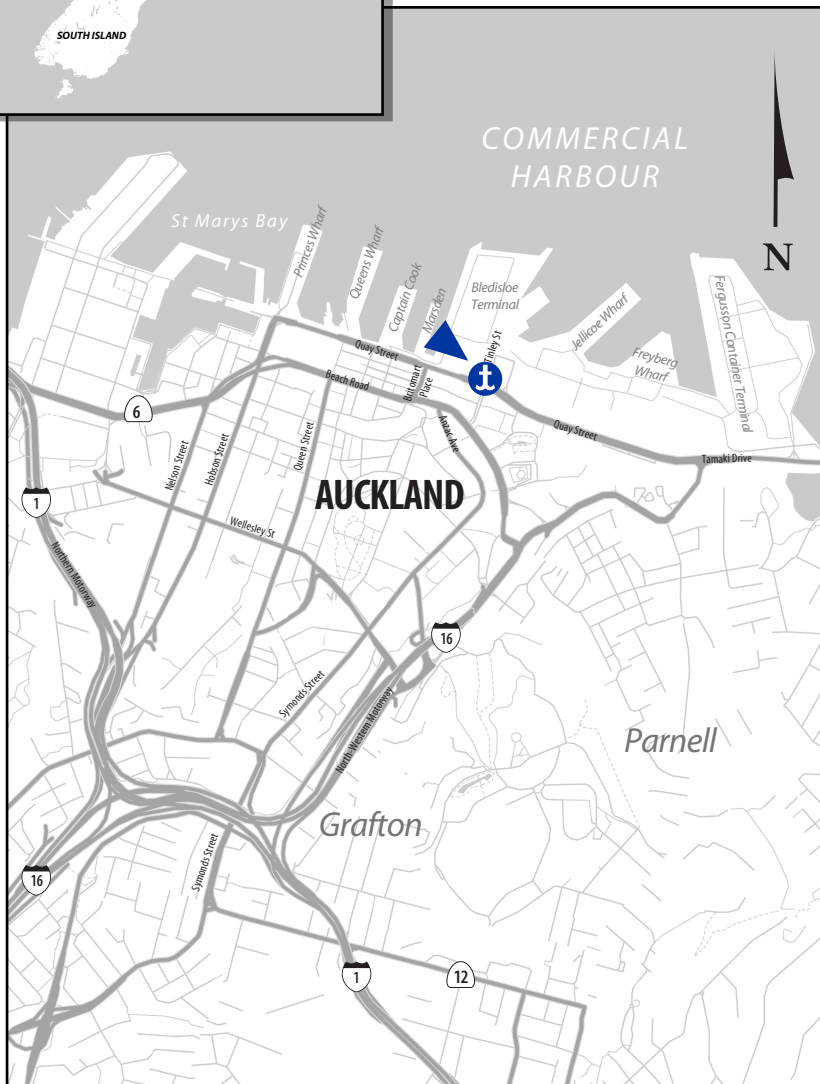 SOUTH ISLAND
COMMERCIAL
HARBOUR
N
St Marys Bay
Princes Wharf
Queens Wharf
Captain Cook
Marsden
Bledisloe
Terminal
Jellicoe Wharf
Freyberg
Wharf
Fergusson Container Terminal
Tinley St
Quay Street
Beach Road
Britomart
Place
Quay Street
Tamaki Drive
6
Anzac Ave
Nelson Street
Hobson Street
Queen Street
AUCKLAND
1
Wellesley St
Northern Motorway
16
Symonds Street
North-Western Motorway
Parnell
Grafton
Symonds Street
16
1
12